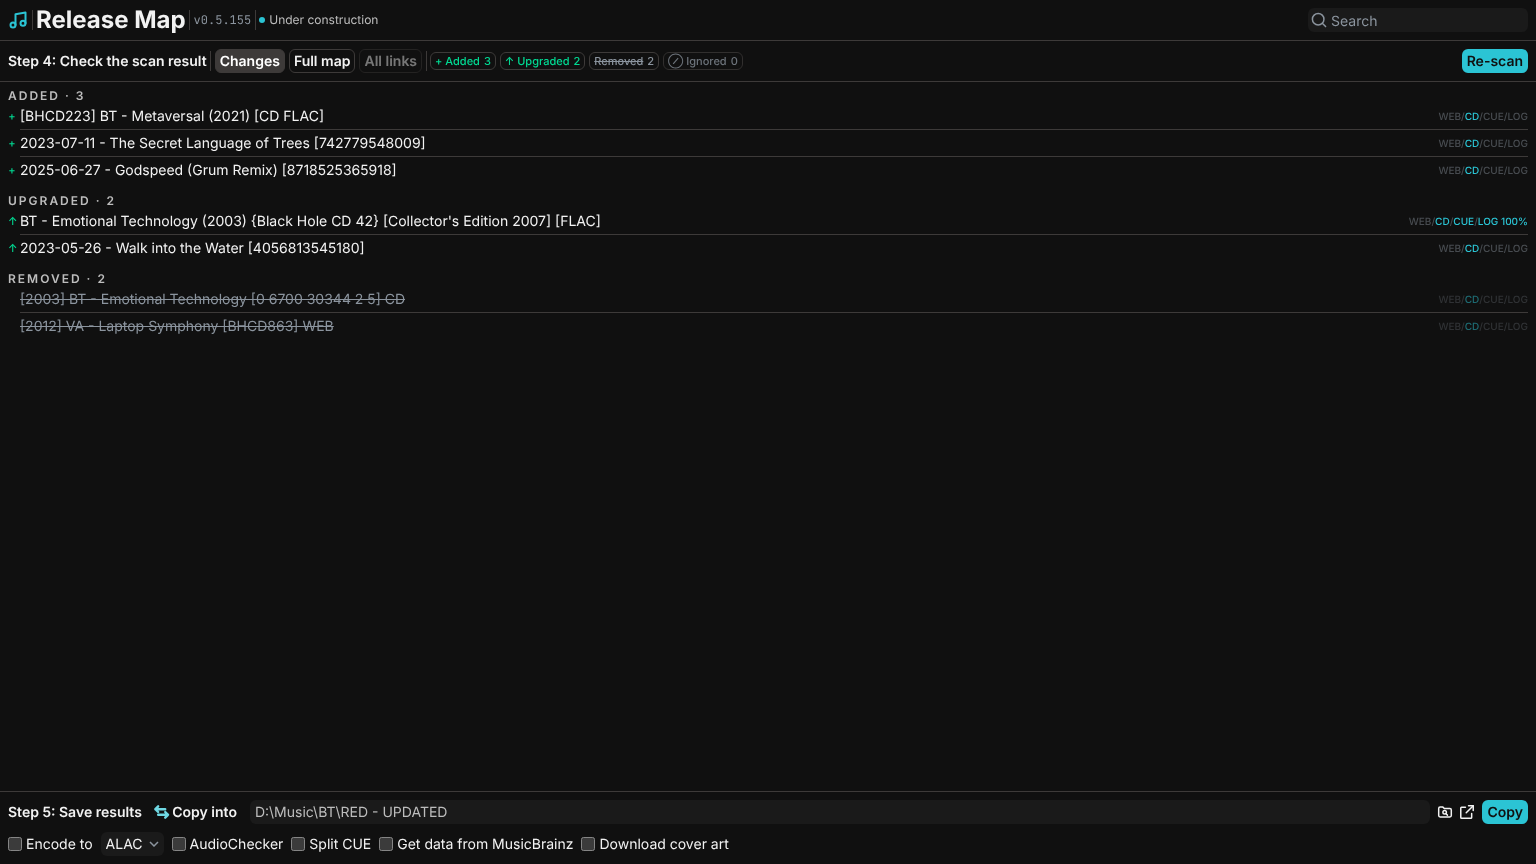 Release Map v0.5.155 Under construction Search
Step 4: Check the scan result Changes Full map All links + Added 3 ↑ Upgraded 2 Removed 2 Ignored 0 Re-scan
ADDED · 3
+ [BHCD223] BT - Metaversal (2021) [CD FLAC] WEB/CD/CUE/LOG
+ 2023-07-11 - The Secret Language of Trees [742779548009] WEB/CD/CUE/LOG
+ 2025-06-27 - Godspeed (Grum Remix) [8718525365918] WEB/CD/CUE/LOG
UPGRADED · 2
↑ BT - Emotional Technology (2003) {Black Hole CD 42} [Collector's Edition 2007] [FLAC] WEB/CD/CUE/LOG 100%
↑ 2023-05-26 - Walk into the Water [4056813545180] WEB/CD/CUE/LOG
REMOVED · 2
[2003] BT - Emotional Technology [0 6700 30344 2 5] CD WEB/CD/CUE/LOG
[2012] VA - Laptop Symphony [BHCD863] WEB WEB/CD/CUE/LOG
Step 5: Save results Copy into D:\Music\BT\RED - UPDATED Copy
Encode to ALAC AudioChecker Split CUE Get data from MusicBrainz Download cover art